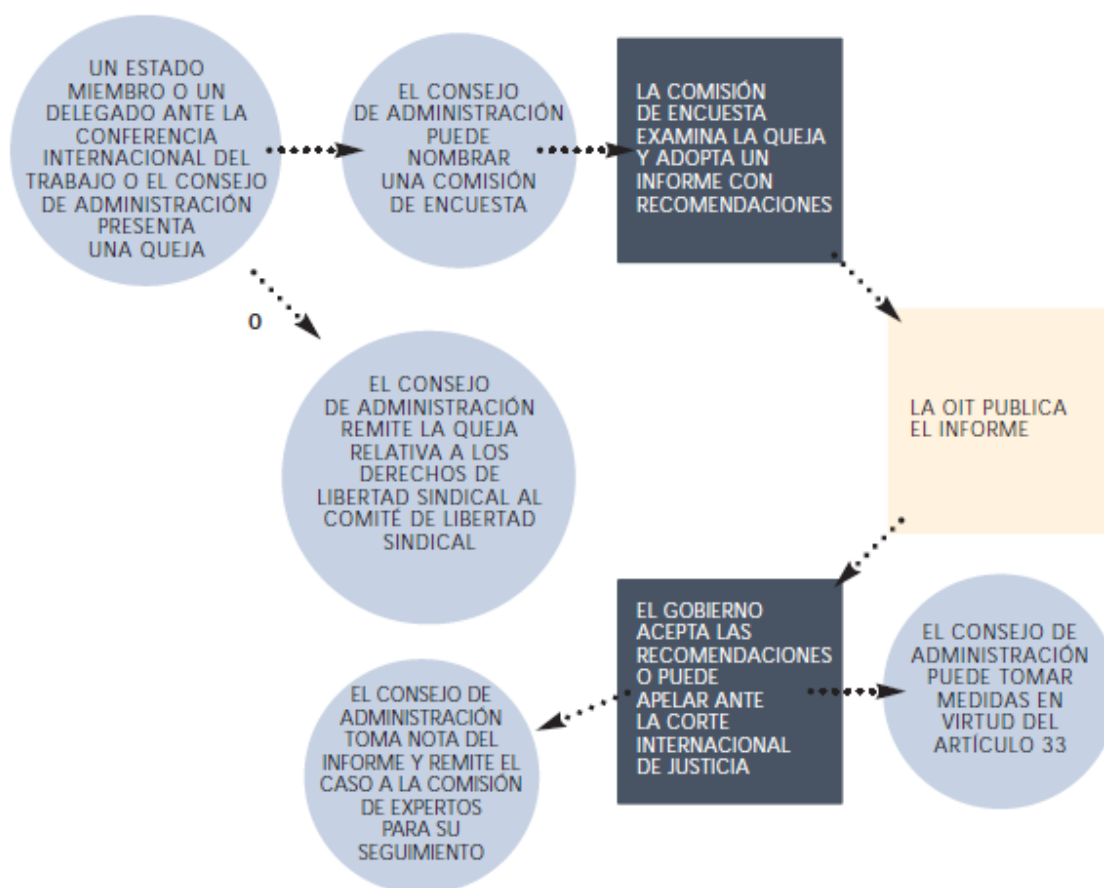 UN ESTADO
MIEMBRO O UN
DELEGADO ANTE LA
CONFERENCIA
INTERNACIONAL DEL
TRABAJO O EL CONSEJO
DE ADMINISTRACIÓN
PRESENTA
UNA QUEJA
EL CONSEJO
DE ADMINISTRACIÓN
PUEDE
NOMBRAR
UNA COMISIÓN
DE ENCUESTA
LA COMISIÓN
DE ENCUESTA
EXAMINA LA QUEJA
Y ADOPTA UN
INFORME CON
RECOMENDACIONES
O
EL CONSEJO
DE ADMINISTRACIÓN
REMITE LA QUEJA
RELATIVA A LOS
DERECHOS DE
LIBERTAD SINDICAL AL
COMITÉ DE LIBERTAD
SINDICAL
LA OIT PUBLICA
EL INFORME
EL GOBIERNO
ACEPTA LAS
RECOMENDACIONES
O PUEDE
APELAR ANTE
LA CORTE
INTERNACIONAL
DE JUSTICIA
EL CONSEJO DE
ADMINISTRACIÓN
PUEDE TOMAR
MEDIDAS EN
VIRTUD DEL
ARTÍCULO 33
EL CONSEJO DE
ADMINISTRACIÓN
TOMA NOTA DEL
INFORME Y REMITE EL
CASO A LA COMISIÓN
DE EXPERTOS
PARA SU
SEGUIMIENTO